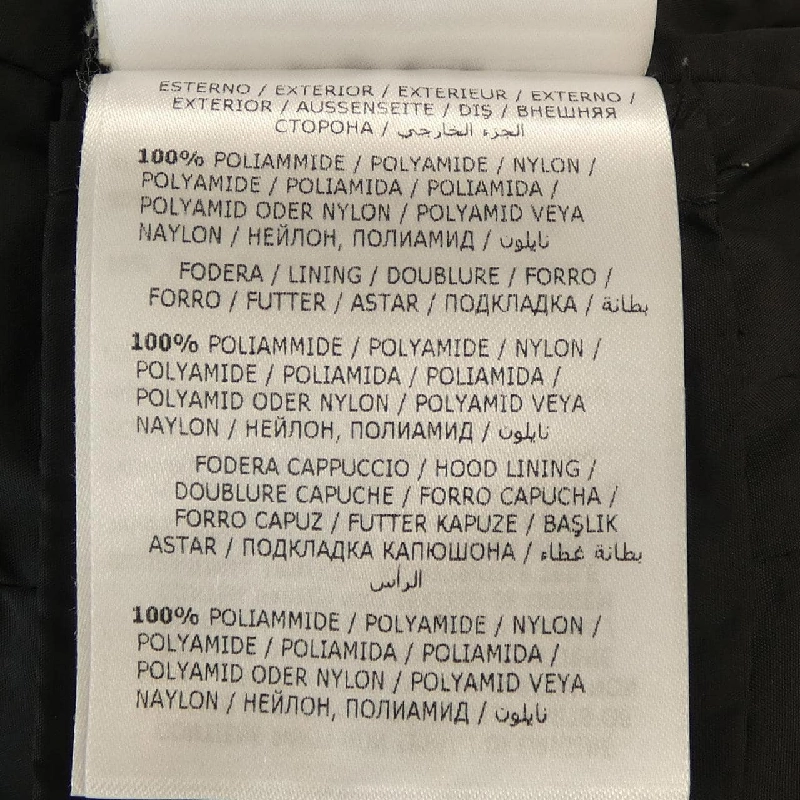 ESTERNO / EXTERIOR / EXTERIEUR / EXTERNO /
EXTERIOR / AUSSENSEITE / DIŞ / ВНЕШНЯЯ
СТОРОНА / الجزء الخارجي
100% POLIAMMIDE / POLYAMIDE / NYLON /
POLYAMIDE / POLIAMIDA / POLIAMIDA /
POLYAMID ODER NYLON / POLYAMID VEYA
NAYLON / НЕЙЛОН, ПОЛИАМИД / نايلون
FODERA / LINING / DOUBLURE / FORRO /
FORRO / FUTTER / ASTAR / ПОДКЛАДКА / بطانة
100% POLIAMMIDE / POLYAMIDE / NYLON /
POLYAMIDE / POLIAMIDA / POLIAMIDA /
POLYAMID ODER NYLON / POLYAMID VEYA
NAYLON / НЕЙЛОН, ПОЛИАМИД / نايلون
FODERA CAPPUCCIO / HOOD LINING /
DOUBLURE CAPUCHE / FORRO CAPUCHA /
FORRO CAPUZ / FUTTER KAPUZE / BAŞLIK
ASTAR / ПОДКЛАДКА КАПЮШОНА / بطانة غطاء
الرأس
100% POLIAMMIDE / POLYAMIDE / NYLON /
POLYAMIDE / POLIAMIDA / POLIAMIDA /
POLYAMID ODER NYLON / POLYAMID VEYA
NAYLON / НЕЙЛОН, ПОЛИАМИД / نايلون